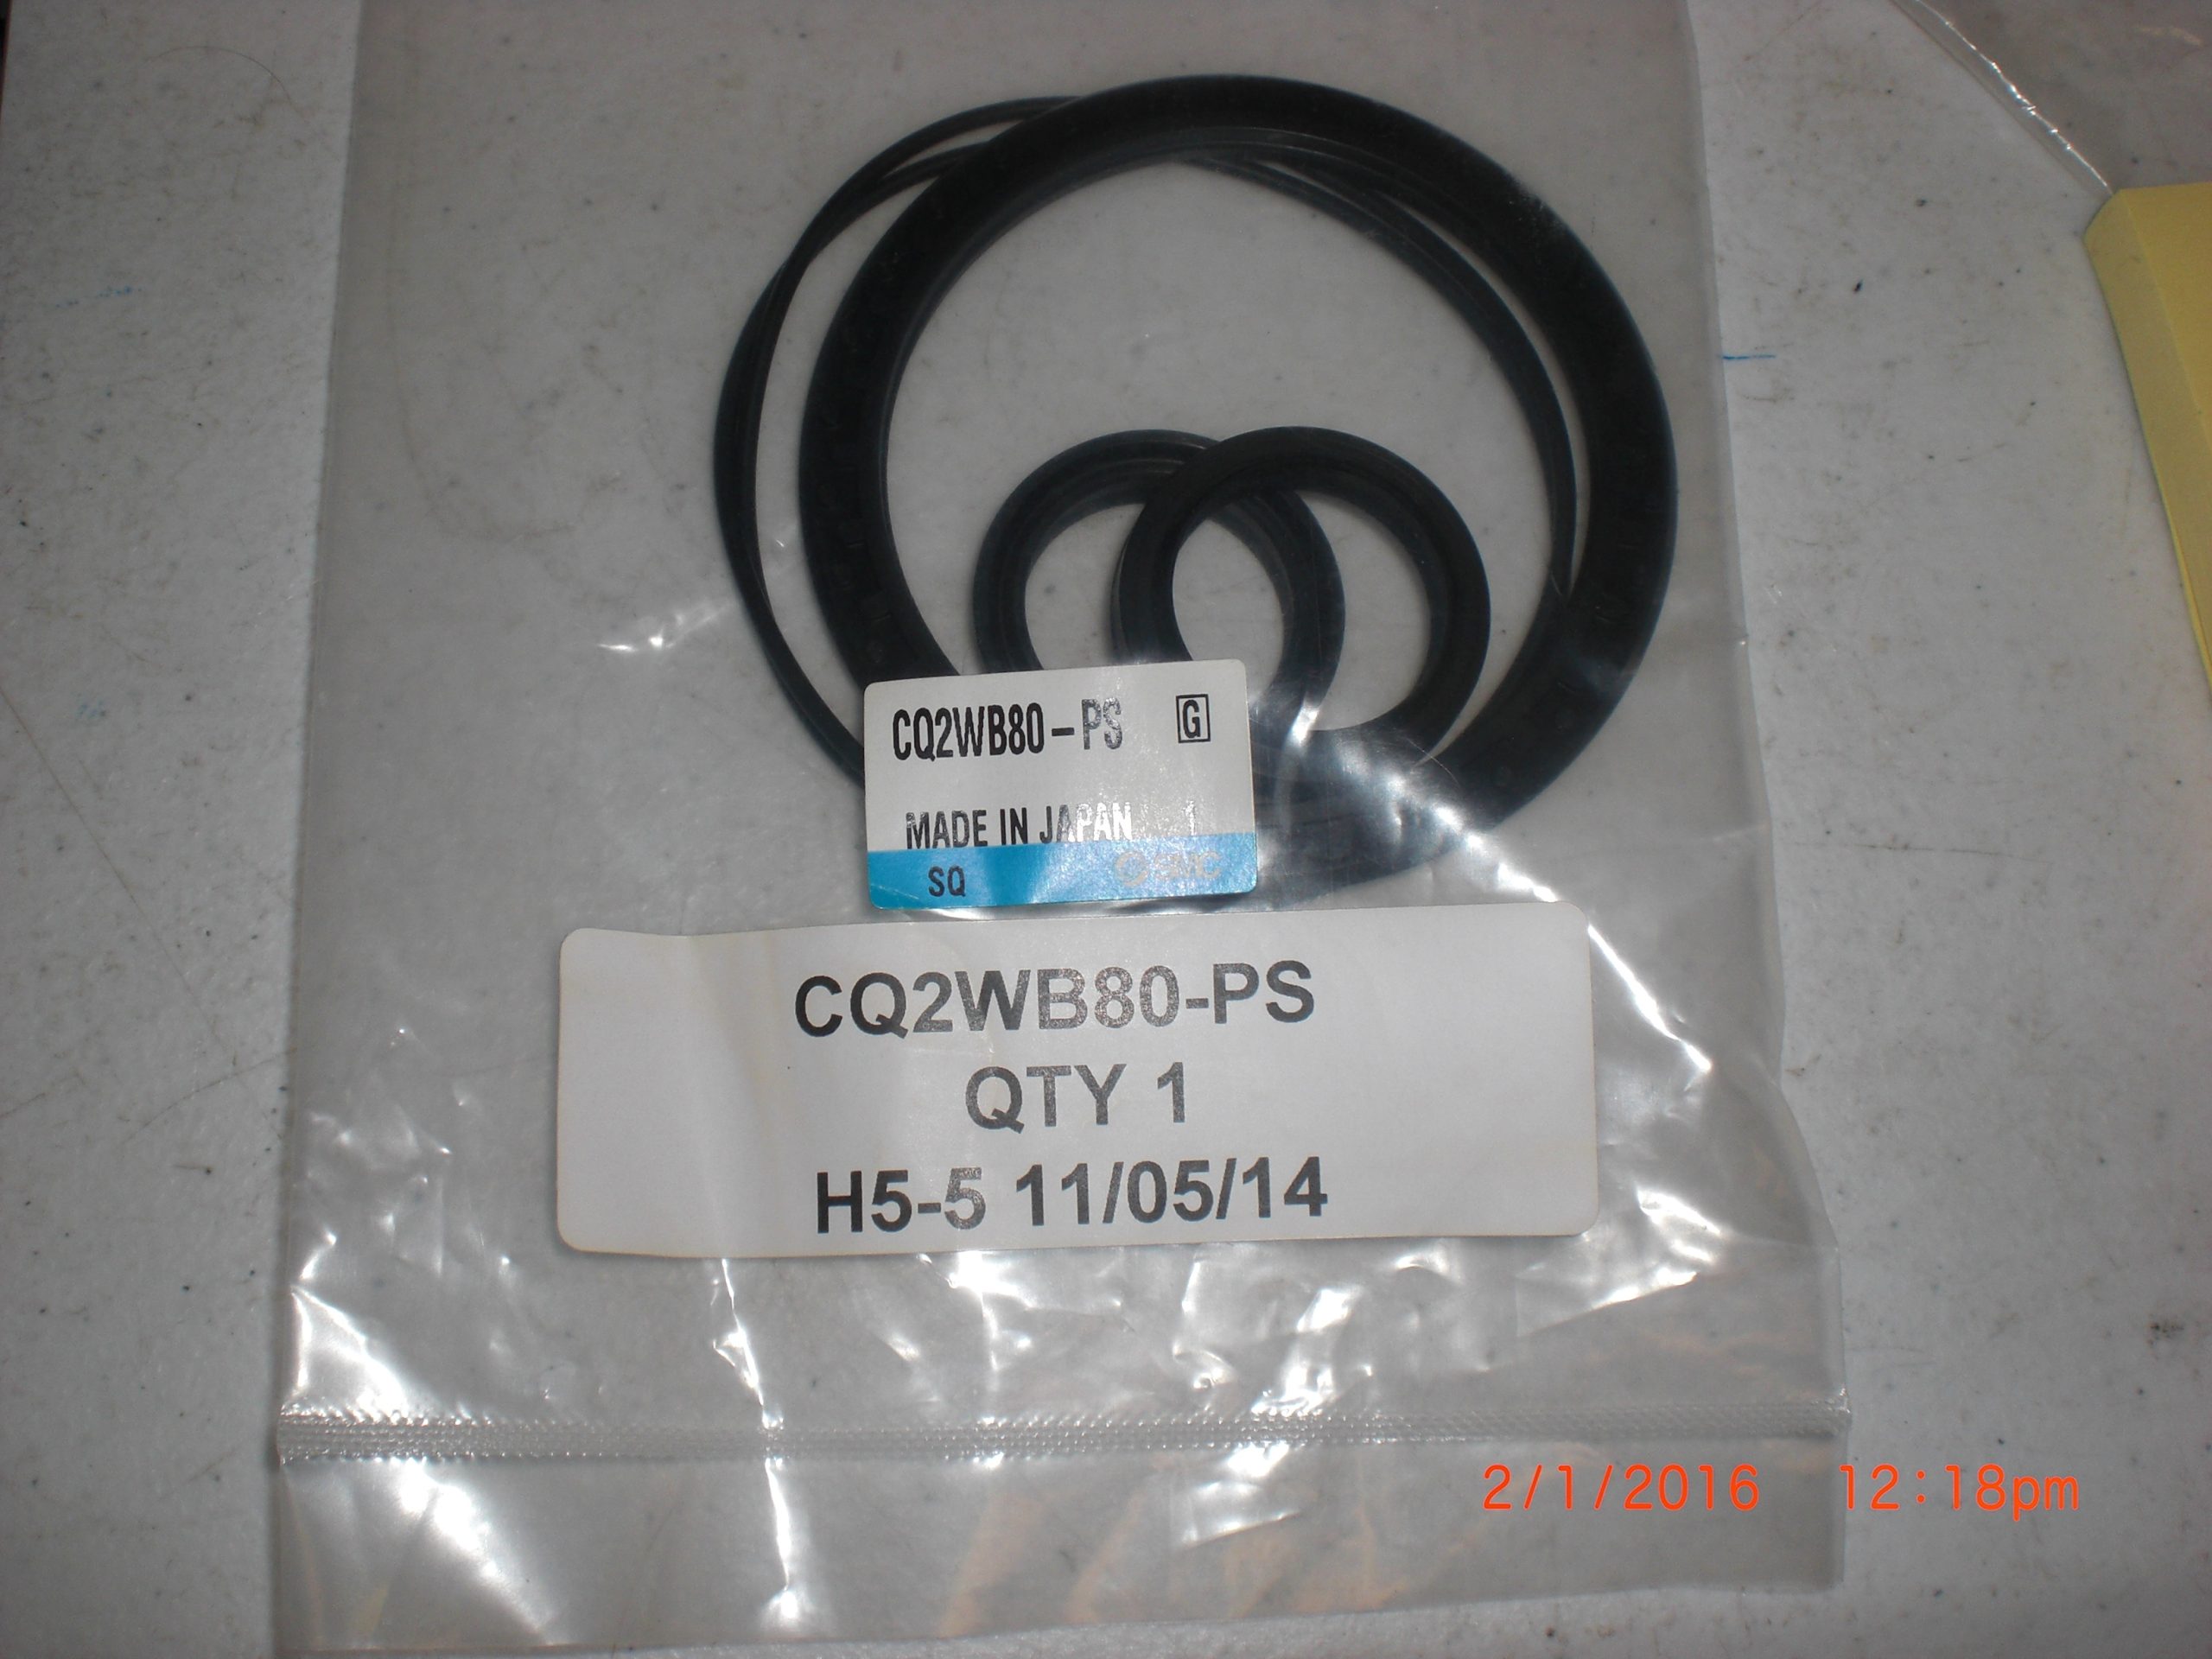 CQ2WB80-PS G
MADE IN JAPAN 1
SQ SMC
CQ2WB80-PS
QTY 1
H5-5 11/05/14
2/1/2016 12:18pm